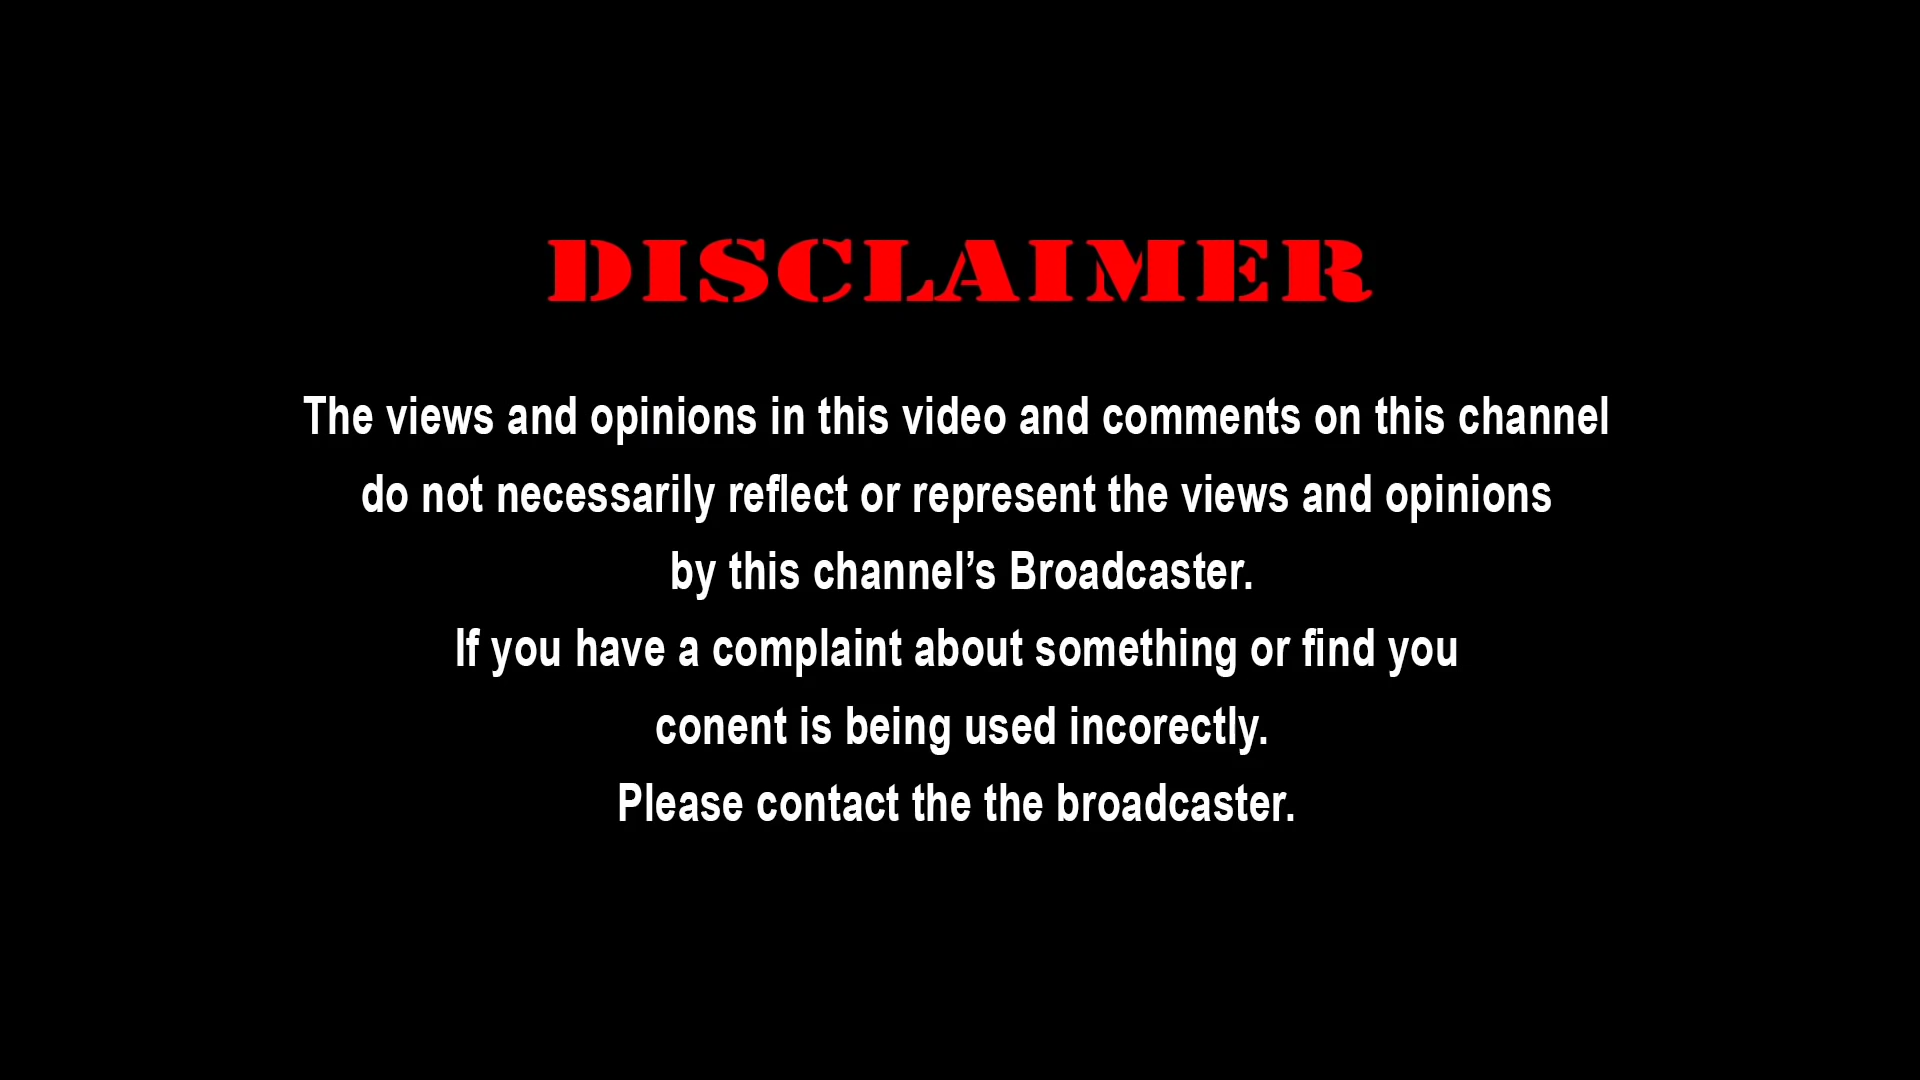 DISCLAIMER
The views and opinions in this video and comments on this channel
do not necessarily reflect or represent the views and opinions
by this channel’s Broadcaster.
If you have a complaint about something or find you
conent is being used incorectly.
Please contact the the broadcaster.